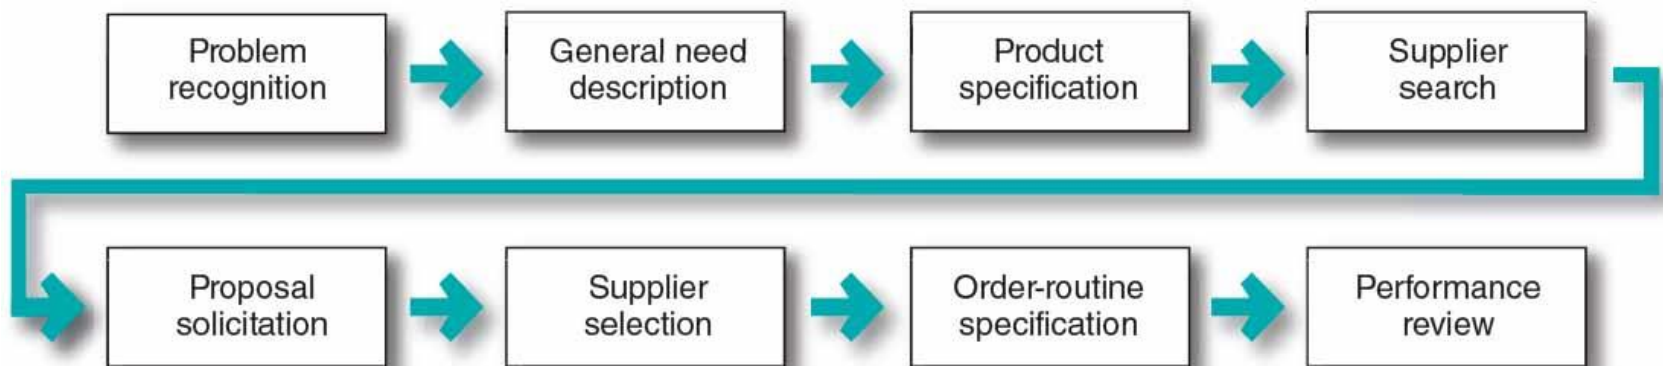 Problem
recognition
General need
description
Product
specification
Supplier
search
Proposal
solicitation
Supplier
selection
Order-routine
specification
Performance
review